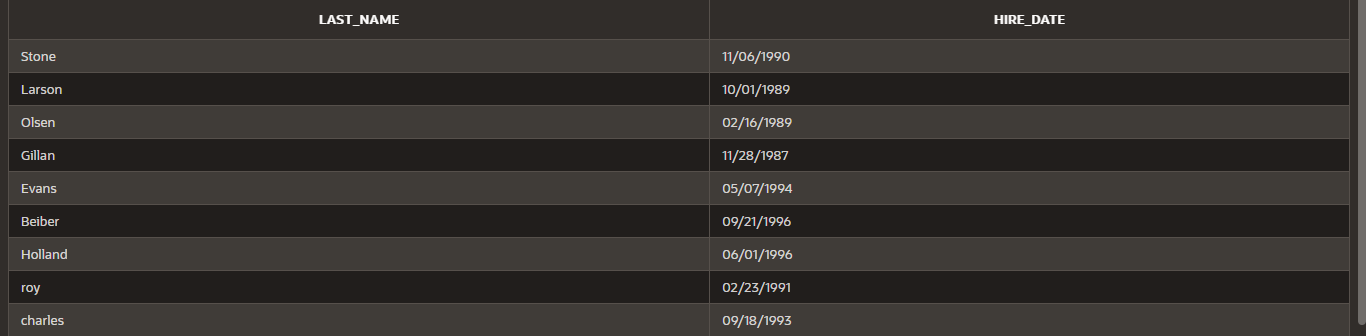 LAST_NAME HIRE_DATE
Stone 11/06/1990
Larson 10/01/1989
Olsen 02/16/1989
Gillan 11/28/1987
Evans 05/07/1994
Beiber 09/21/1996
Holland 06/01/1996
roy 02/23/1991
charles 09/18/1993